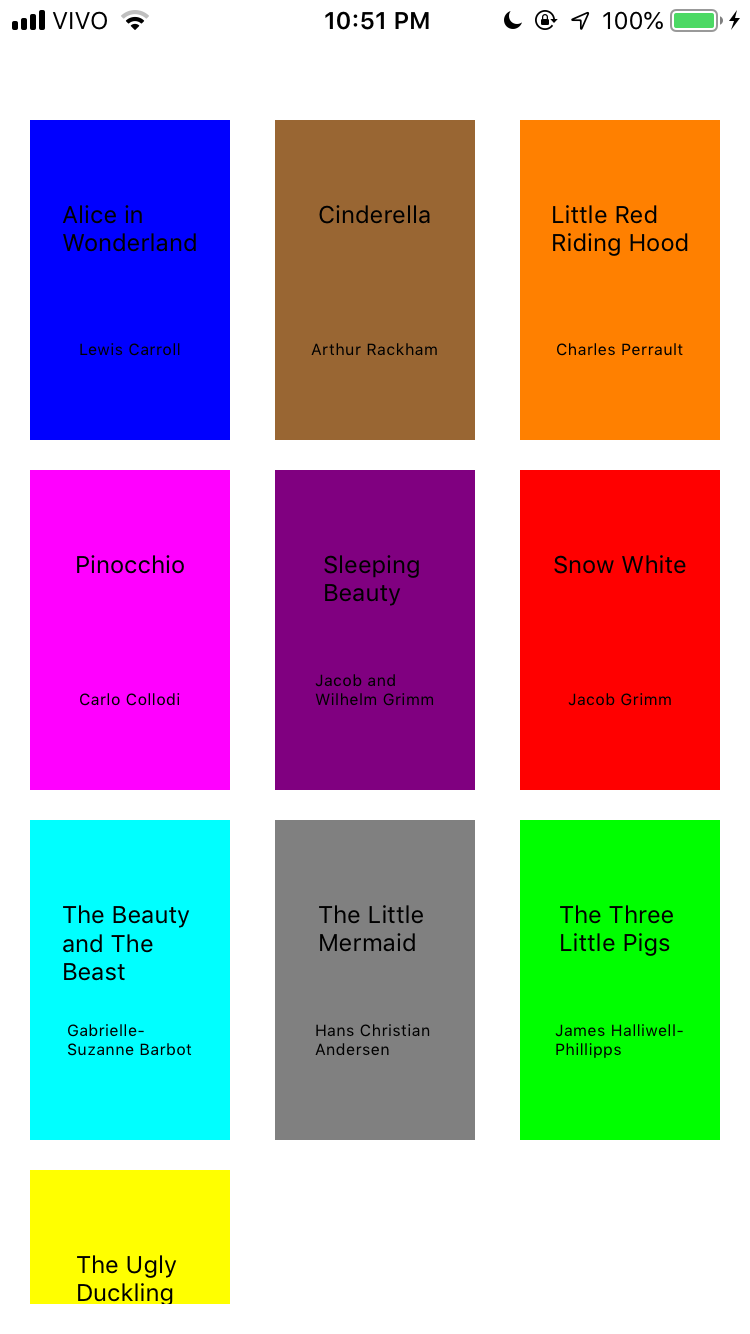 VIVO 10:51 PM 100%
Alice in
Wonderland
Lewis Carroll
Cinderella
Arthur Rackham
Little Red
Riding Hood
Charles Perrault
Pinocchio
Carlo Collodi
Sleeping
Beauty
Jacob and
Wilhelm Grimm
Snow White
Jacob Grimm
The Beauty
and The
Beast
Gabrielle-
Suzanne Barbot
The Little
Mermaid
Hans Christian
Andersen
The Three
Little Pigs
James Halliwell-
Phillipps
The Ugly
Duckling